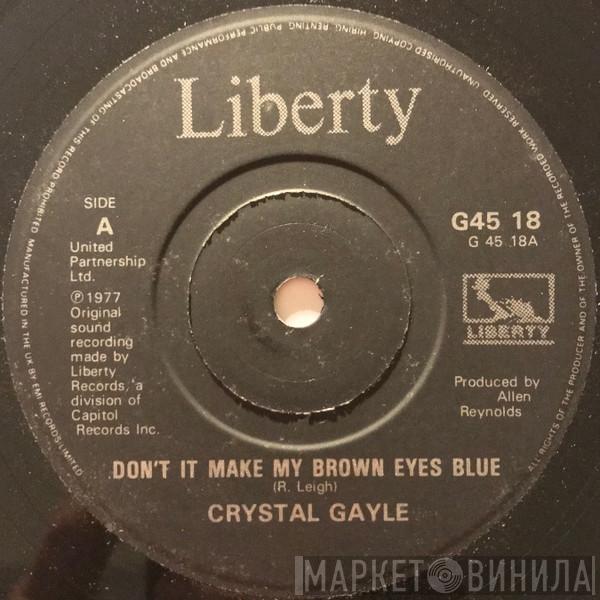 Liberty
SIDE
A
United
Partnership
Ltd.
℗1977
Original
sound
recording
made by
Liberty
Records, a
division of
Capitol
Records Inc.
G45 18
G 45 18A
LIBERTY
Produced by
Allen
Reynolds
DON'T IT MAKE MY BROWN EYES BLUE
(R. Leigh)
CRYSTAL GAYLE
MANUFACTURED IN THE UK BY EMI RECORDS LIMITED
ALL RIGHTS OF THE PRODUCER AND OF THE OWNER OF THE RECORDED WORK RESERVED UNAUTHORISED COPYING HIRING RENTING PUBLIC PERFORMANCE AND BROADCASTING OF THIS RECORD PROHIBITED
МАРКЕТ ВИНИЛА